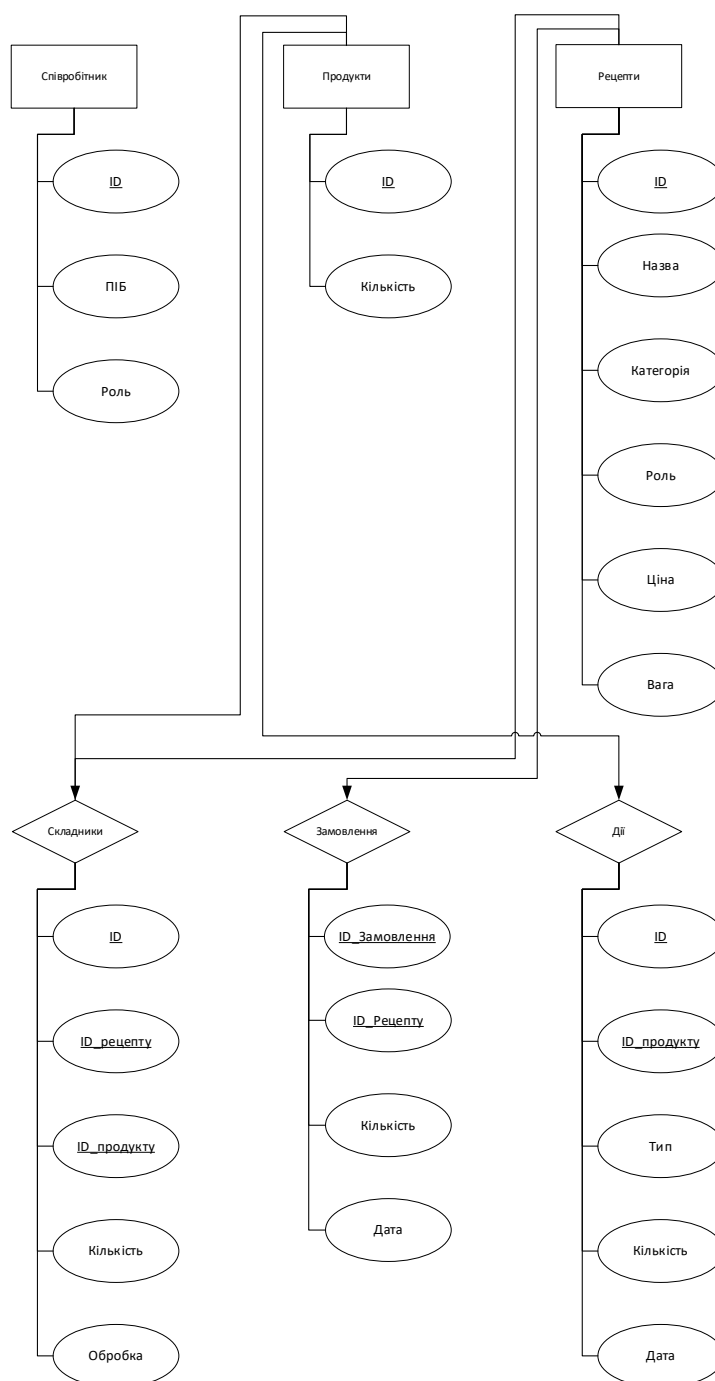 Співробітник
Продукти
Рецепти
ID
ПІБ
Роль
ID
Кількість
ID
Назва
Категорія
Роль
Ціна
Вага
Складники
Замовлення
Дії
ID
ID_рецепту
ID_продукту
Кількість
Обробка
ID_Замовлення
ID_Рецепту
Кількість
Дата
ID
ID_продукту
Тип
Кількість
Дата